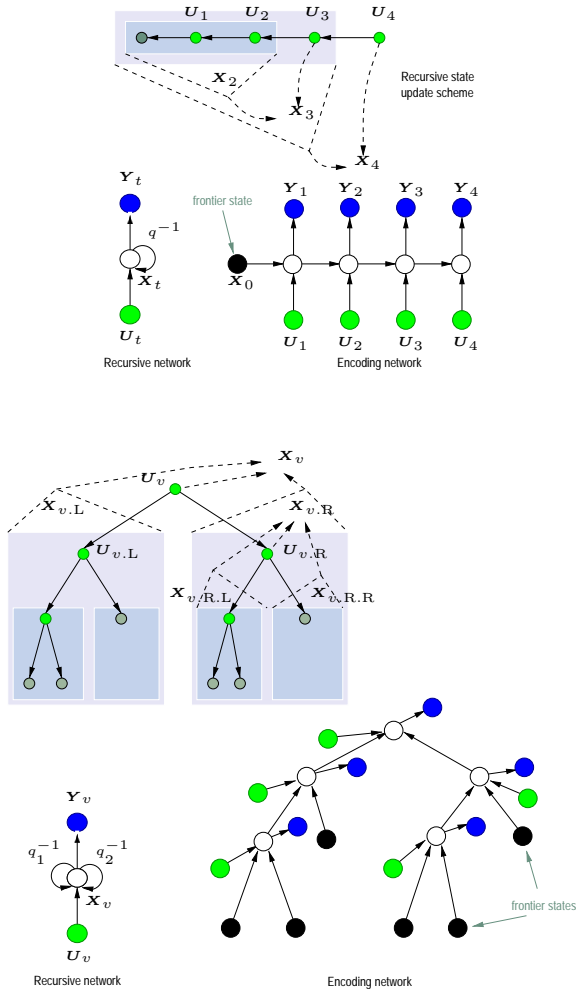 U1 U2 U3 U4
X2
Recursive state
update scheme
X3
X4
Yt
Y1 Y2 Y3 Y4
frontier state
q−1
Xt
X0
Ut
U1 U2 U3 U4
Recursive network
Encoding network
Xv
Uv
Xv.L
Xv.R
Uv.L
Uv.R
Xv.R.L
Xv.R.R
Yv
q1−1 q2−1
Xv
frontier states
Uv
Recursive network
Encoding network